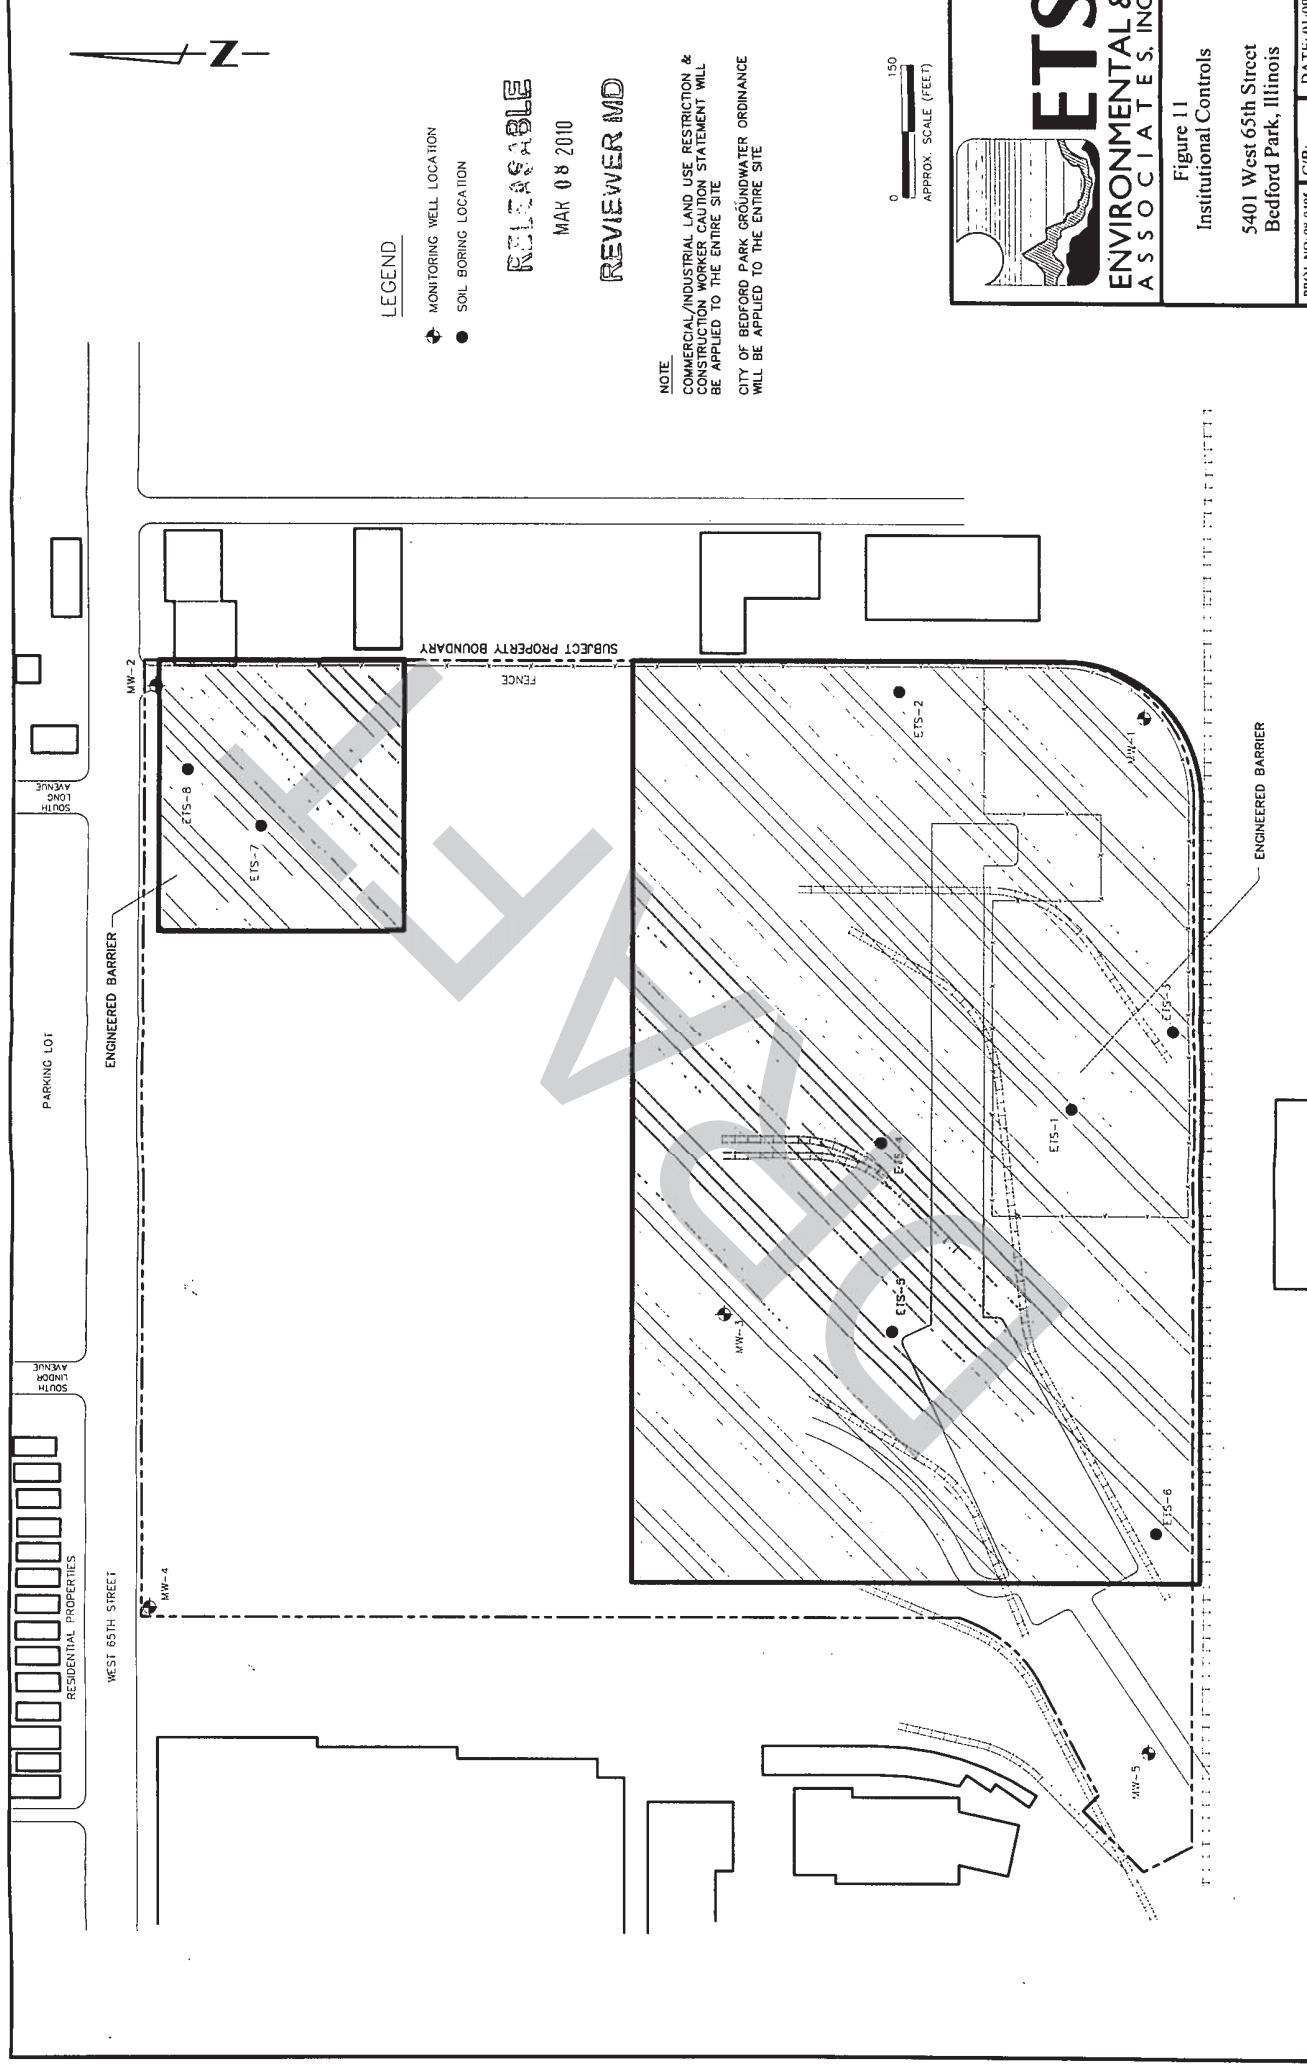 PARKING LOT
SOUTH
LONG
AVENUE
SOUTH
LINDOR
AVENUE
RESIDENTIAL PROPERTIES
WEST 65TH STREET
ENGINEERED BARRIER
MW-4
MW-2
ETS-8
ETS-7
SUBJECT PROPERTY BOUNDARY
FENCE
MW-3
ETS-5
ETS-4
ETS-2
MW-1
ETS-1
ETS-3
ETS-6
MW-5
ENGINEERED BARRIER
DRAFT
N
LEGEND
MONITORING WELL LOCATION
SOIL BORING LOCATION
RELEASABLE
MAR 08 2010
REVIEWER MD
NOTE
COMMERCIAL/INDUSTRIAL LAND USE RESTRICTION &
CONSTRUCTION WORKER CAUTION STATEMENT WILL
BE APPLIED TO THE ENTIRE SITE
CITY OF BEDFORD PARK GROUNDWATER ORDINANCE
WILL BE APPLIED TO THE ENTIRE SITE
0 150
APPROX. SCALE (FEET)
ETS
ENVIRONMENTAL &
ASSOCIATES, INC
Figure 11
Institutional Controls
5401 West 65th Street
Bedford Park, Illinois